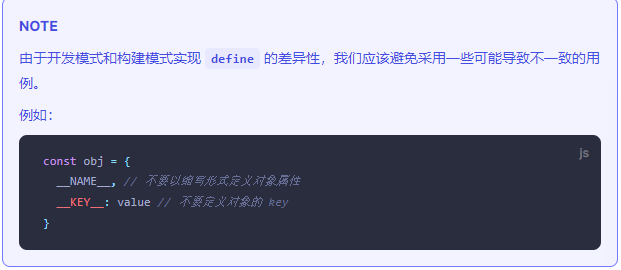 NOTE
由于开发模式和构建模式实现 define 的差异性，我们应该避免采用一些可能导致不一致的用
例。
例如：
js
const obj = {
  __NAME__, // 不要以缩写形式定义对象属性
  __KEY__: value // 不要定义对象的 key
}